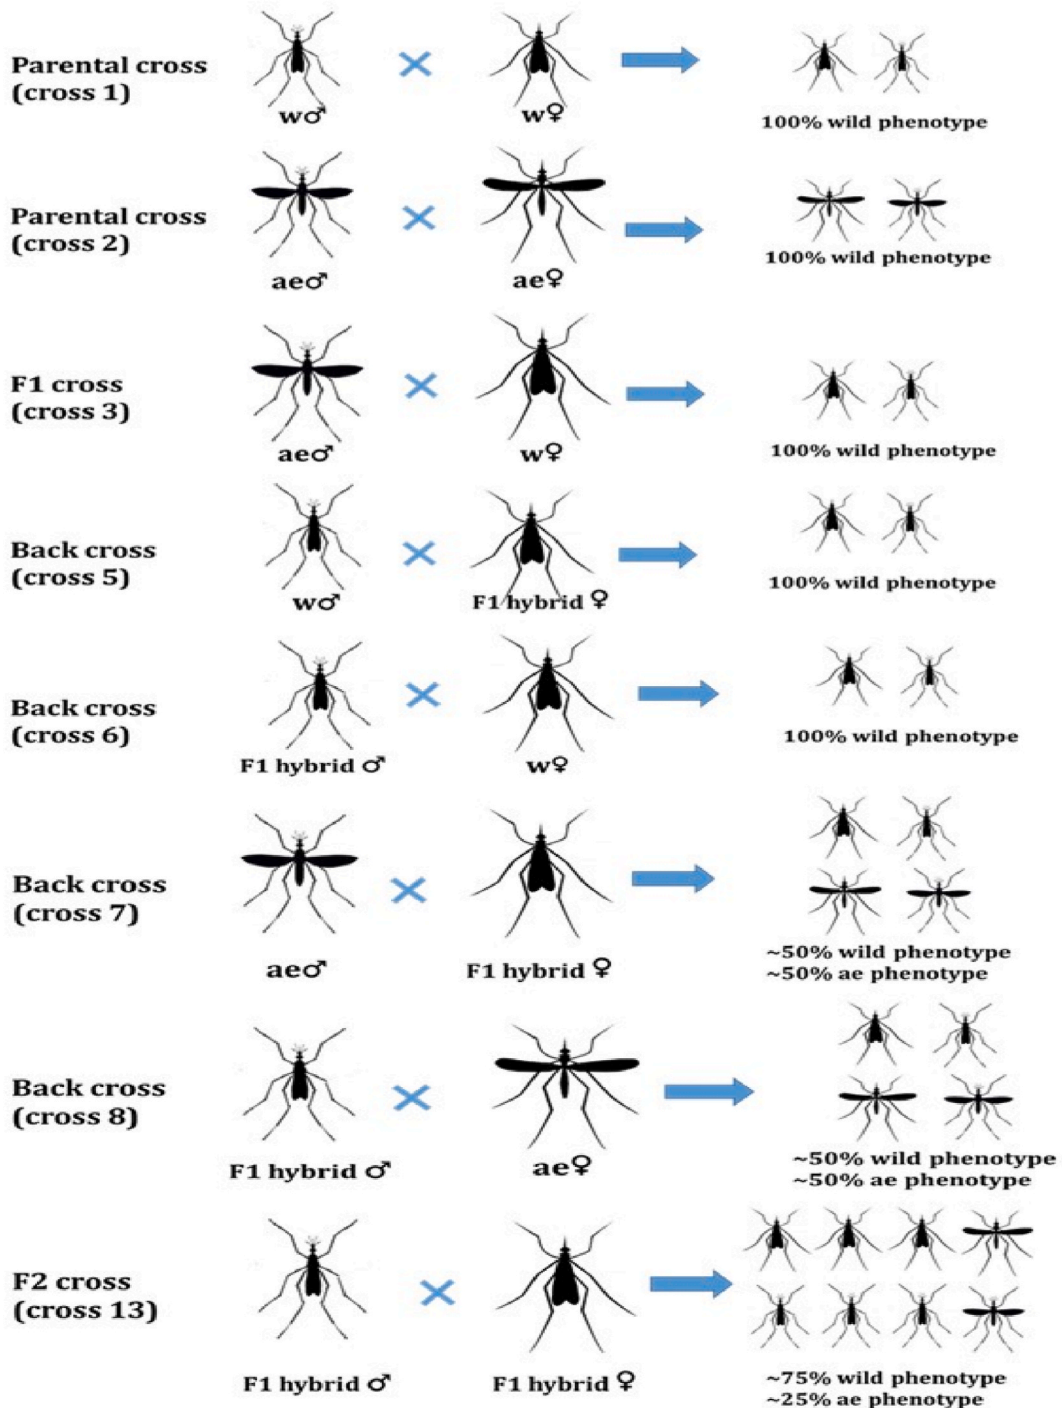 Parental cross
(cross 1)
w♂
w♀
100% wild phenotype
Parental cross
(cross 2)
ae♂
ae♀
100% wild phenotype
F1 cross
(cross 3)
ae♂
w♀
100% wild phenotype
Back cross
(cross 5)
w♂
F1 hybrid ♀
100% wild phenotype
Back cross
(cross 6)
F1 hybrid ♂
w♀
100% wild phenotype
Back cross
(cross 7)
ae♂
F1 hybrid ♀
~50% wild phenotype
~50% ae phenotype
Back cross
(cross 8)
F1 hybrid ♂
ae♀
~50% wild phenotype
~50% ae phenotype
F2 cross
(cross 13)
F1 hybrid ♂
F1 hybrid ♀
~75% wild phenotype
~25% ae phenotype